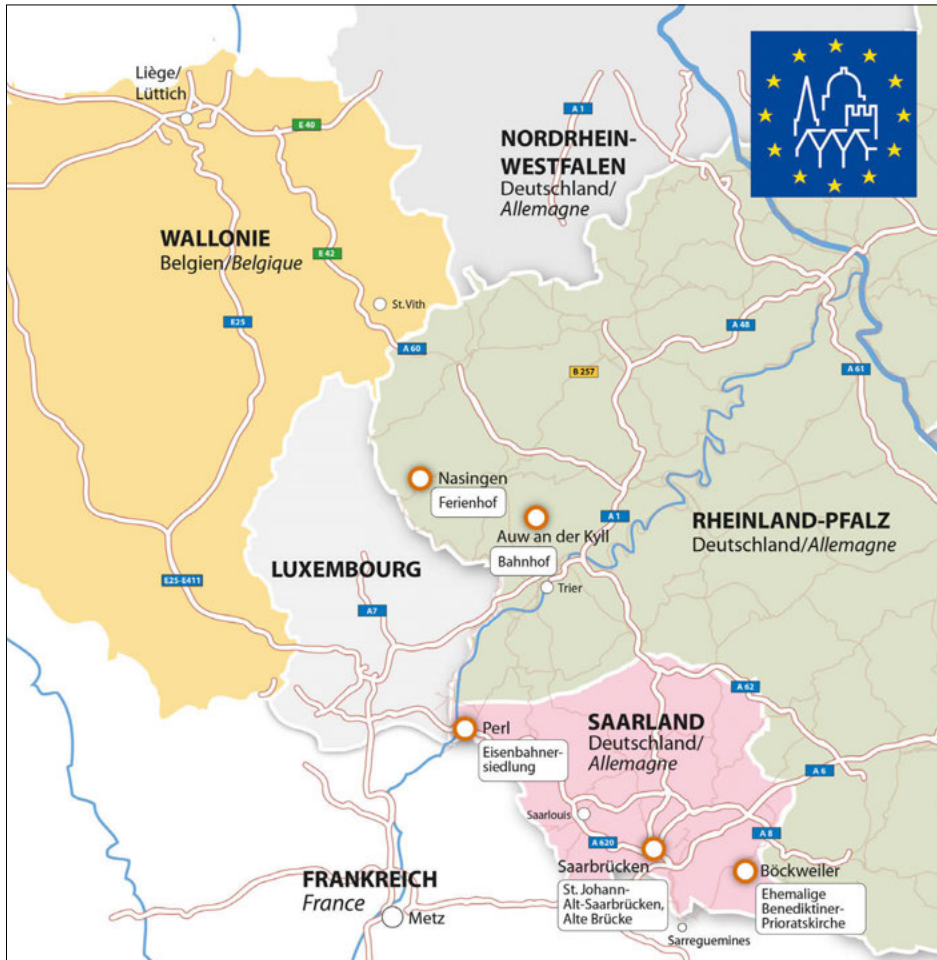 Liège/
Lüttich
E 40
A 1
NORDRHEIN-
WESTFALEN
Deutschland/
Allemagne
WALLONIE
Belgien/Belgique
E 42
St.Vith
E25
A 60
A 48
B 257
A 61
Nasingen
Ferienhof
Auw an der Kyll
Bahnhof
A 1
RHEINLAND-PFALZ
Deutschland/Allemagne
Trier
E25-E411
LUXEMBOURG
A7
A 62
SAARLAND
Deutschland/
Allemagne
Perl
Eisenbahner-
siedlung
A 6
Saarlouis
A 620
A 8
Saarbrücken
St. Johann-
Alt-Saarbrücken,
Alte Brücke
Böckweiler
Ehemalige
Benediktiner-
Prioratskirche
FRANKREICH
France
Metz
Sarreguemines